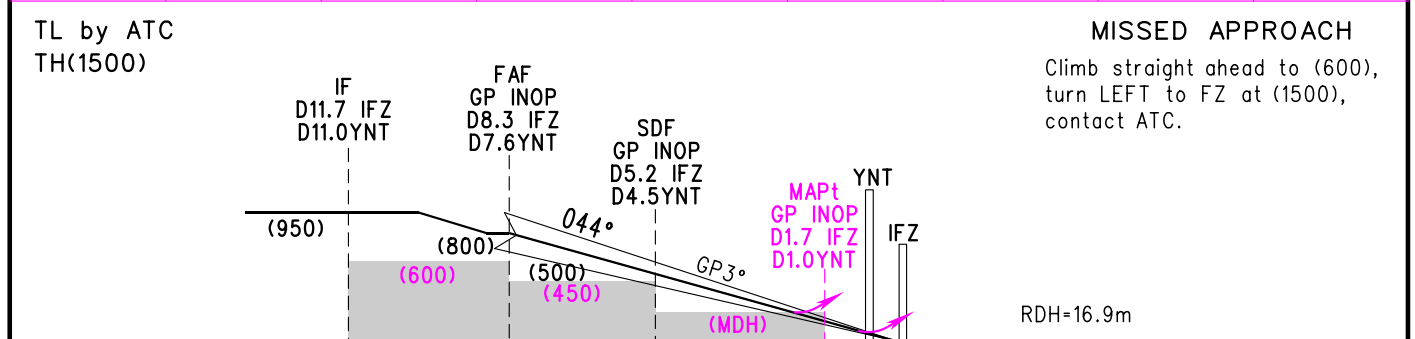 TL by ATC
TH(1500)
MISSED APPROACH
Climb straight ahead to (600),
turn LEFT to FZ at (1500),
contact ATC.
IF
D11.7 IFZ
D11.0YNT
FAF
GP INOP
D8.3 IFZ
D7.6YNT
SDF
GP INOP
D5.2 IFZ
D4.5YNT
MAPt
GP INOP
D1.7 IFZ
D1.0YNT
YNT
IFZ
(950)
(800)
044°
GP3°
(600)
(500)
(450)
(MDH)
RDH=16.9m